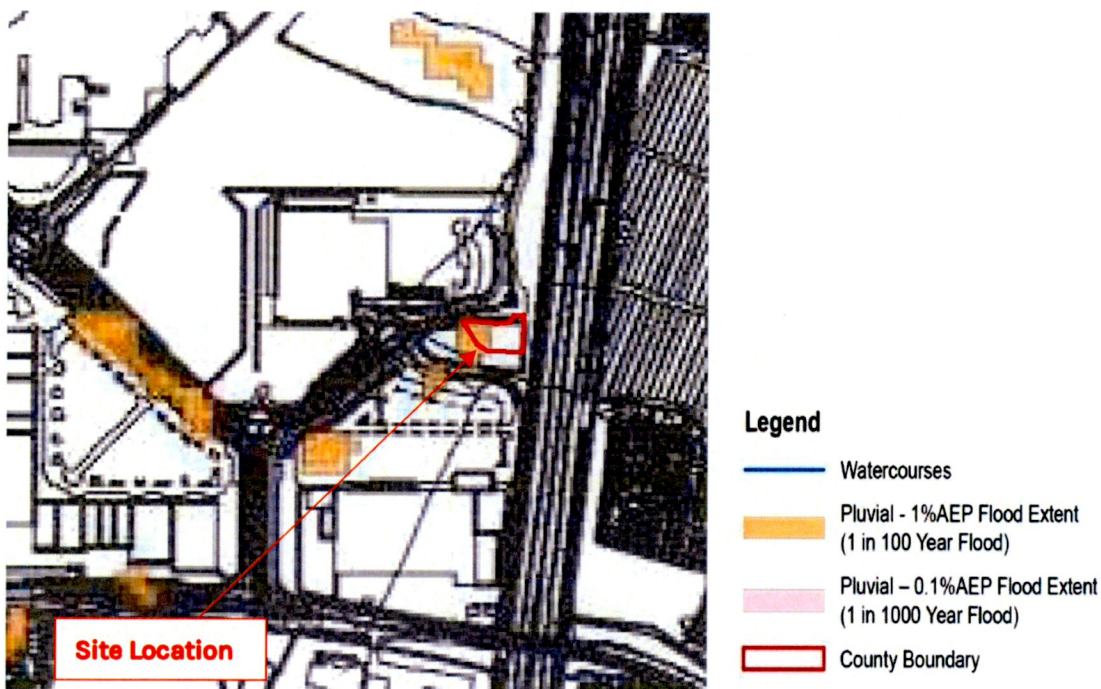 Site Location
Legend
Watercourses
Pluvial - 1%AEP Flood Extent
(1 in 100 Year Flood)
Pluvial – 0.1%AEP Flood Extent
(1 in 1000 Year Flood)
County Boundary